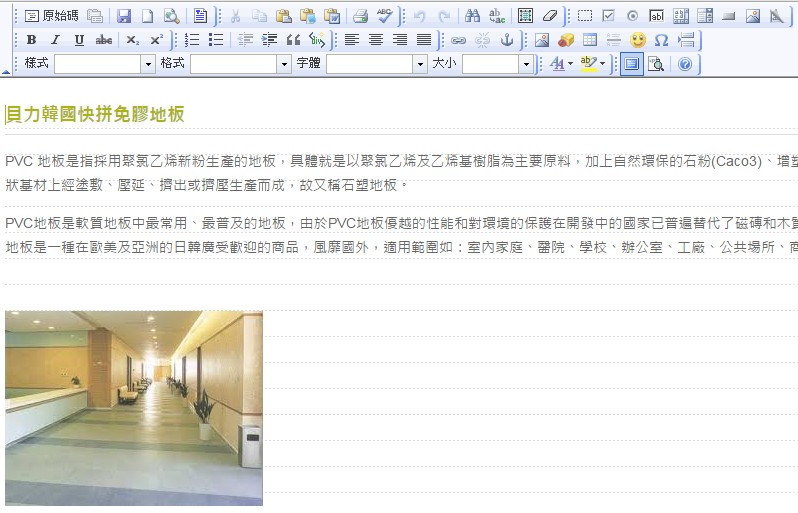 原始碼
ABC
abc
ac
B I U abc x₂ x²
abl
樣式 格式 字體 大小
貝力韓國快拼免膠地板
PVC 地板是指採用聚氯乙烯新粉生產的地板，具體就是以聚氯乙烯及乙烯基樹脂為主要原料，加上自然環保的石粉(Caco3)、增塑
狀基材上經塗敷、壓延、擠出或擠壓生產而成，故又稱石塑地板。
PVC地板是軟質地板中最常用、最普及的地板，由於PVC地板優越的性能和對環境的保護在開發中的國家已普遍替代了磁磚和木質
地板是一種在歐美及亞洲的日韓廣受歡迎的商品，風靡國外，適用範圍如：室內家庭、醫院、學校、辦公室、工廠、公共場所、商